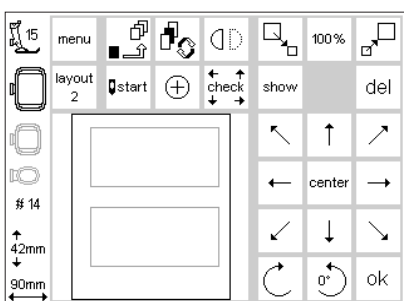 15
menu
100%
layout
2
start
check
show
del
# 14
center
42mm
90mm
0°
ok